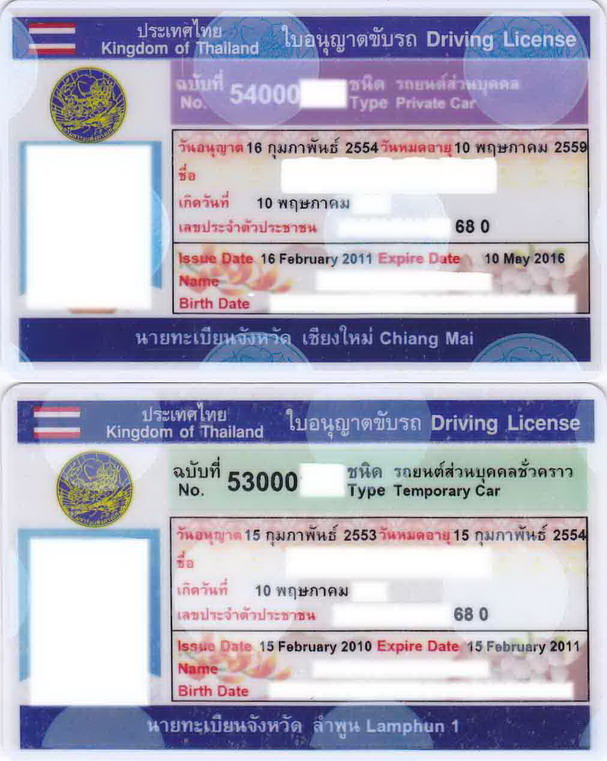 ประเทศไทย
Kingdom of Thailand
ใบอนุญาตขับรถ Driving License
ฉบับที่ 54000 ชนิด รถยนต์ส่วนบุคคล
No. Type Private Car
วันอนุญาต 16 กุมภาพันธ์ 2554 วันหมดอายุ 10 พฤษภาคม 2559
ชื่อ
เกิดวันที่ 10 พฤษภาคม
เลขประจำตัวประชาชน 68 0
Issue Date 16 February 2011 Expire Date 10 May 2016
Name
Birth Date
นายทะเบียนจังหวัด เชียงใหม่ Chiang Mai
ประเทศไทย
Kingdom of Thailand
ใบอนุญาตขับรถ Driving License
ฉบับที่ 53000 ชนิด รถยนต์ส่วนบุคคลชั่วคราว
No. Type Temporary Car
วันอนุญาต 15 กุมภาพันธ์ 2553 วันหมดอายุ 15 กุมภาพันธ์ 2554
ชื่อ
เกิดวันที่ 10 พฤษภาคม
เลขประจำตัวประชาชน 68 0
Issue Date 15 February 2010 Expire Date 15 February 2011
Name
Birth Date
นายทะเบียนจังหวัด ลำพูน Lamphun 1